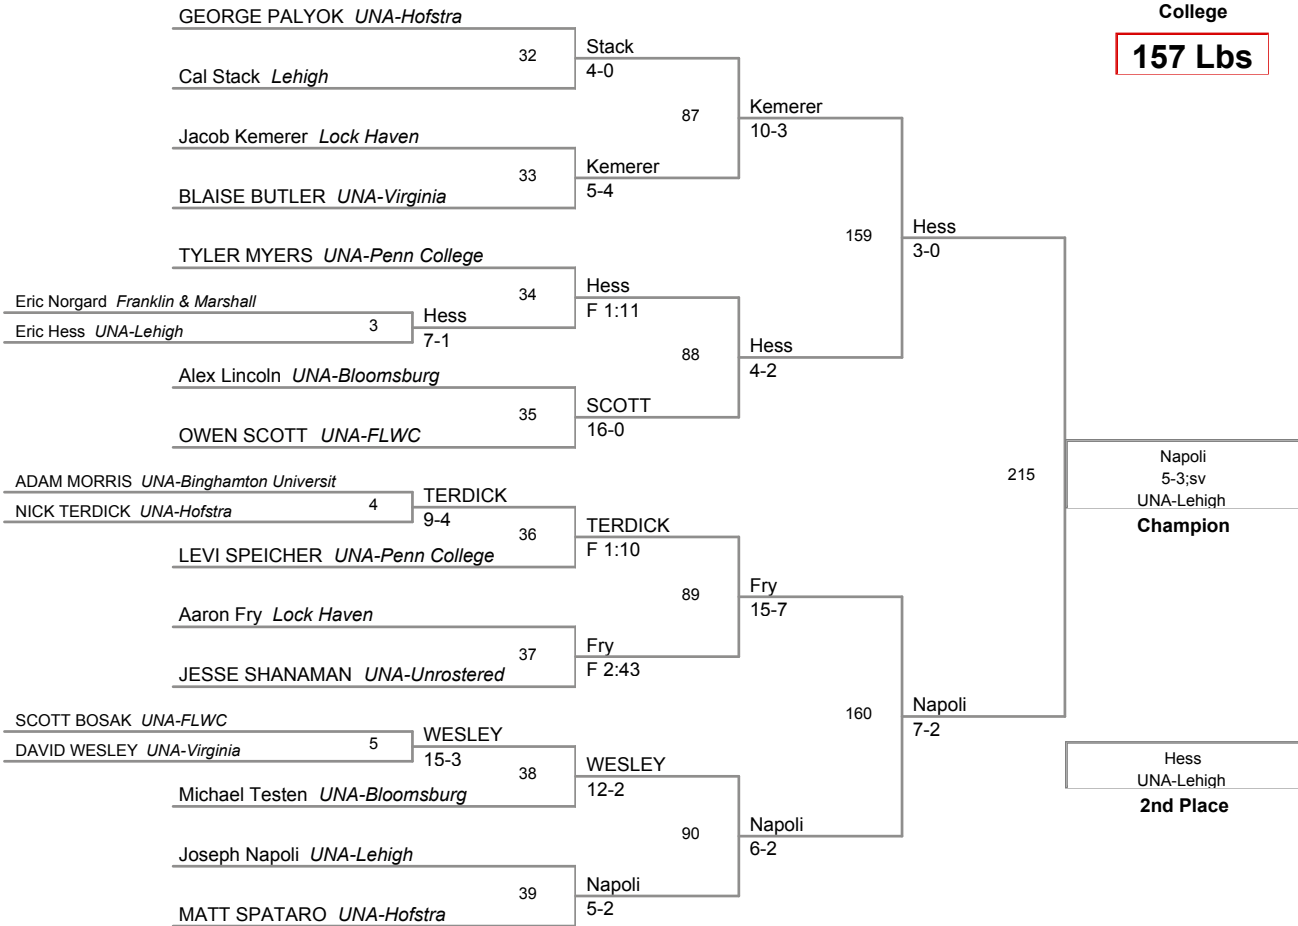 College
157 Lbs
GEORGE PALYOK UNA-Hofstra
32
Stack
4-0
Cal Stack Lehigh
87
Kemerer
10-3
Jacob Kemerer Lock Haven
33
Kemerer
5-4
BLAISE BUTLER UNA-Virginia
159
Hess
3-0
TYLER MYERS UNA-Penn College
34
Hess
F 1:11
Eric Norgard Franklin & Marshall
3
Hess
7-1
Eric Hess UNA-Lehigh
88
Hess
4-2
Alex Lincoln UNA-Bloomsburg
35
SCOTT
16-0
OWEN SCOTT UNA-FLWC
215
Napoli
5-3;sv
UNA-Lehigh
Champion
ADAM MORRIS UNA-Binghamton Universit
4
TERDICK
9-4
NICK TERDICK UNA-Hofstra
36
TERDICK
F 1:10
LEVI SPEICHER UNA-Penn College
89
Fry
15-7
Aaron Fry Lock Haven
37
Fry
F 2:43
JESSE SHANAMAN UNA-Unrostered
160
Napoli
7-2
SCOTT BOSAK UNA-FLWC
5
WESLEY
15-3
DAVID WESLEY UNA-Virginia
38
WESLEY
12-2
Michael Testen UNA-Bloomsburg
90
Napoli
6-2
Joseph Napoli UNA-Lehigh
39
Napoli
5-2
MATT SPATARO UNA-Hofstra
Hess
UNA-Lehigh
2nd Place